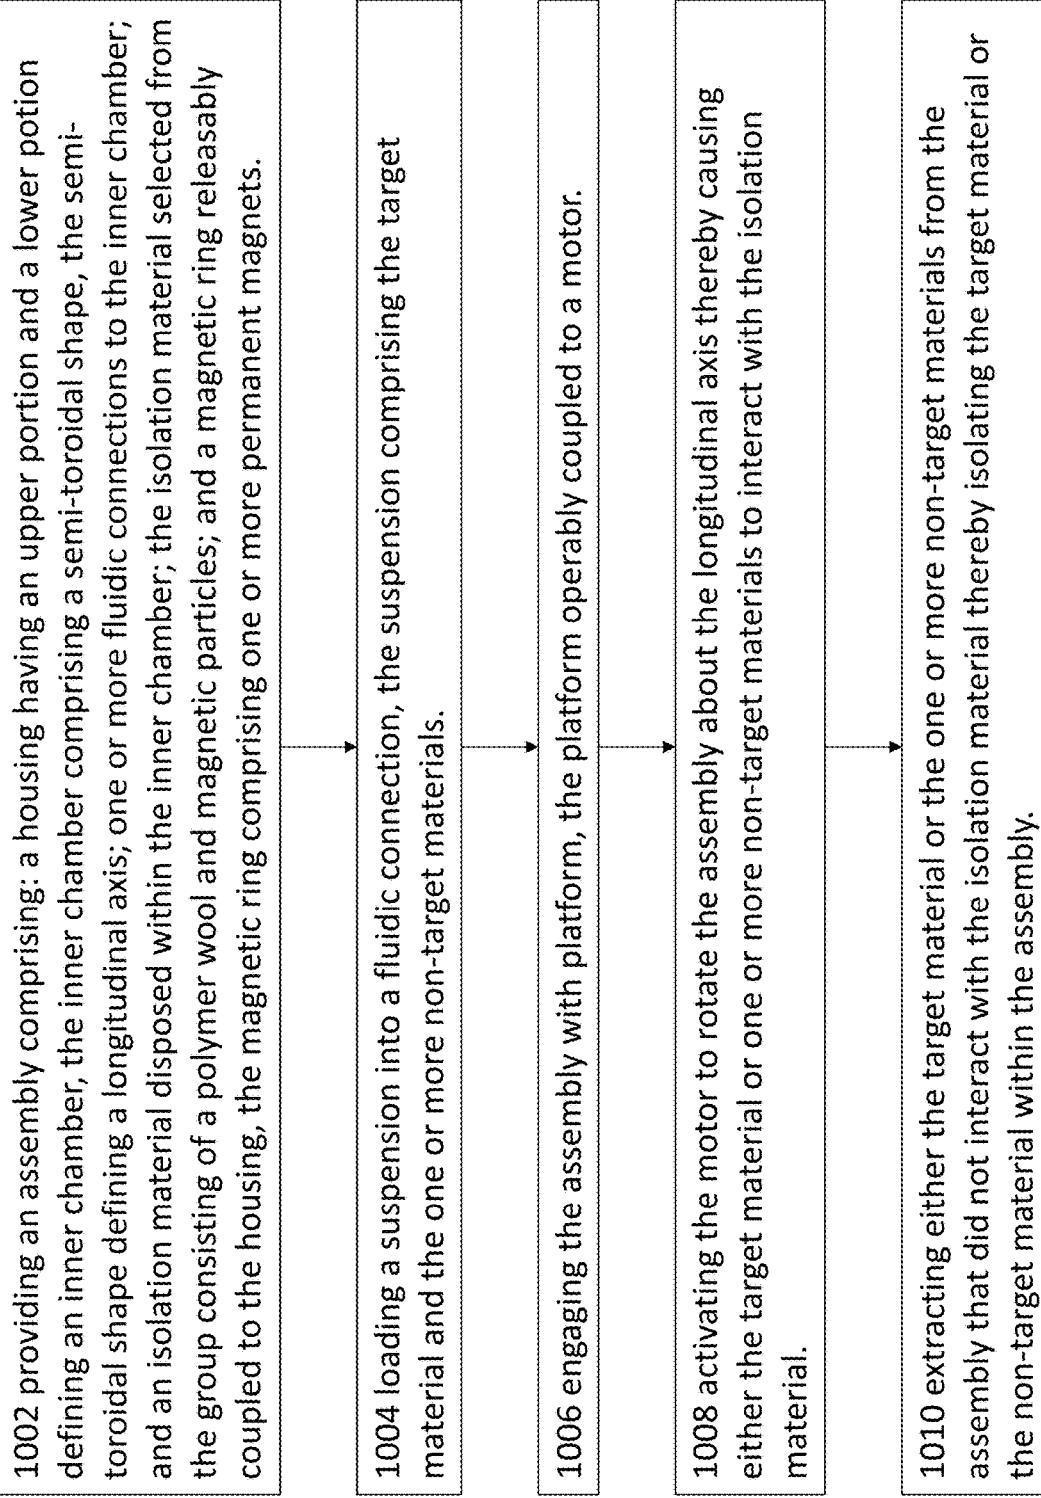 1002 providing an assembly comprising: a housing having an upper portion and a lower potion
defining an inner chamber, the inner chamber comprising a semi-toroidal shape, the semi-
toroidal shape defining a longitudinal axis; one or more fluidic connections to the inner chamber;
and an isolation material disposed within the inner chamber; the isolation material selected from
the group consisting of a polymer wool and magnetic particles; and a magnetic ring releasably
coupled to the housing, the magnetic ring comprising one or more permanent magnets.
1004 loading a suspension into a fluidic connection, the suspension comprising the target
material and the one or more non-target materials.
1006 engaging the assembly with platform, the platform operably coupled to a motor.
1008 activating the motor to rotate the assembly about the longitudinal axis thereby causing
either the target material or one or more non-target materials to interact with the isolation
material.
1010 extracting either the target material or the one or more non-target materials from the
assembly that did not interact with the isolation material thereby isolating the target material or
the non-target material within the assembly.